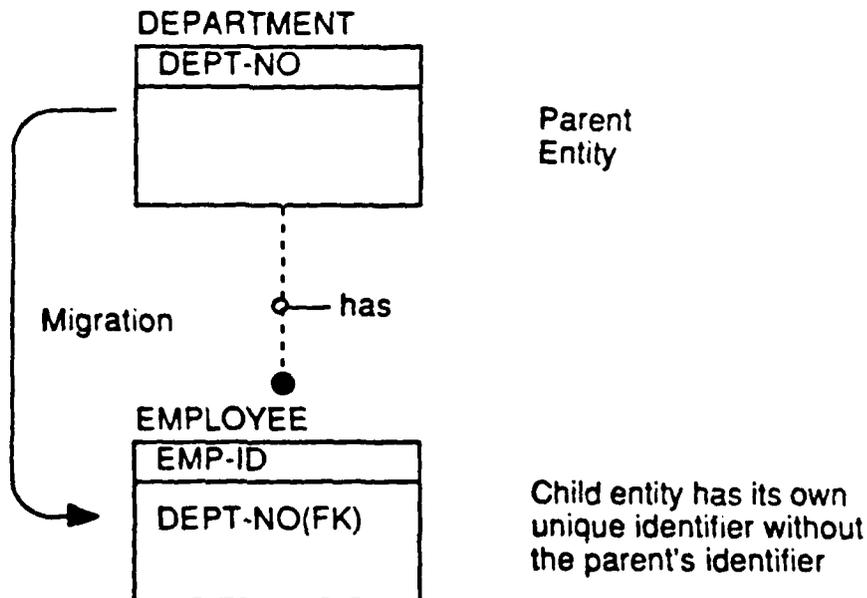 DEPARTMENT
DEPT-NO
Parent
Entity
Migration
has
EMPLOYEE
EMP-ID
DEPT-NO(FK)
Child entity has its own
unique identifier without
the parent's identifier